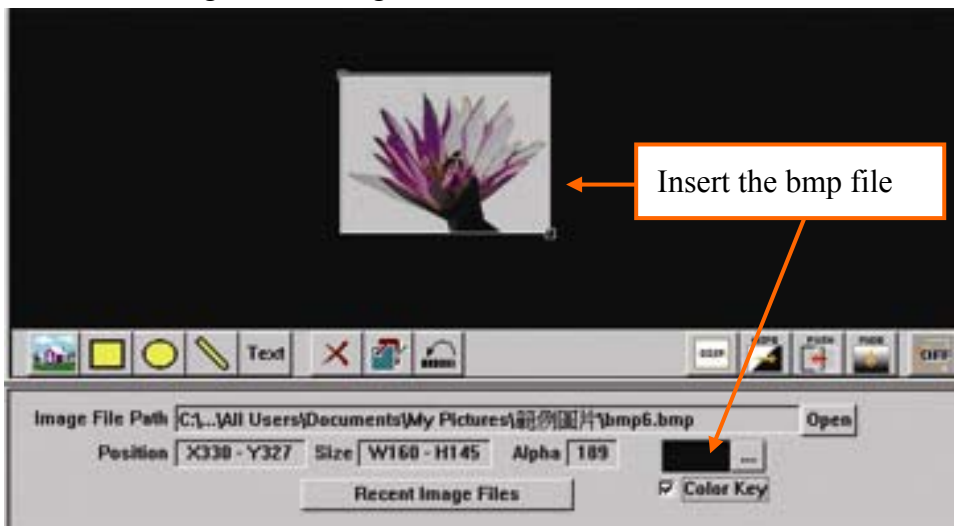 Insert the bmp file
Text
OFF
Image File Path C:\...\All Users\Documents\My Pictures\範例圖片\bmp6.bmp Open
Position X330 - Y327 Size W160 - H145 Alpha 189 ...
Recent Image Files Color Key